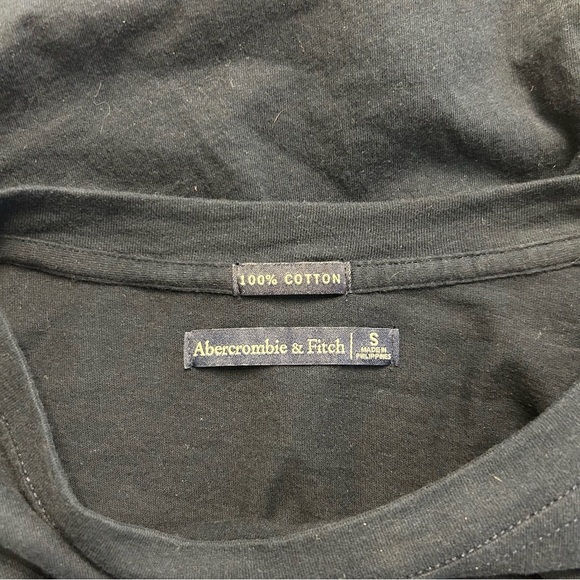 100% COTTON
Abercrombie & Fitch
S
MADE IN
PHILIPPINES